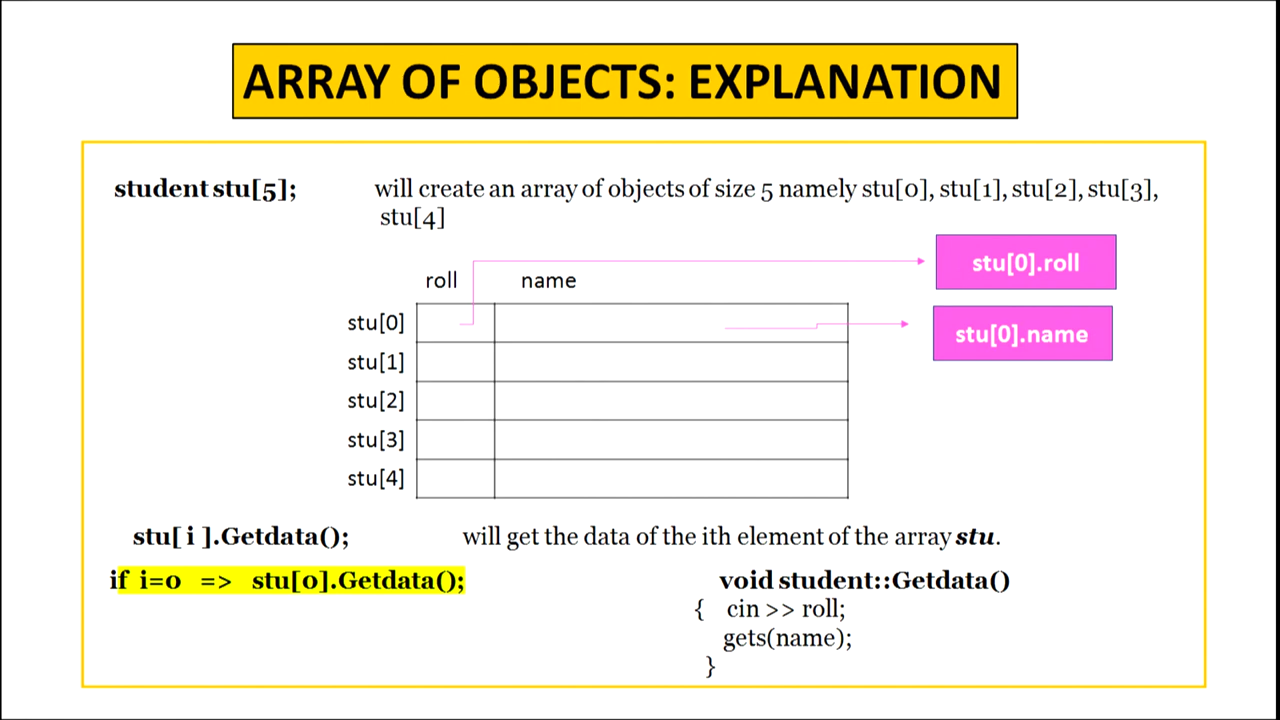 ARRAY OF OBJECTS: EXPLANATION
student stu[5]; will create an array of objects of size 5 namely stu[0], stu[1], stu[2], stu[3],
stu[4]
stu[0].roll
roll name
stu[0]
stu[0].name
stu[1]
stu[2]
stu[3]
stu[4]
stu[ i ].Getdata(); will get the data of the ith element of the array stu.
if i=0 => stu[0].Getdata(); void student::Getdata()
{ cin >> roll;
gets(name);
}